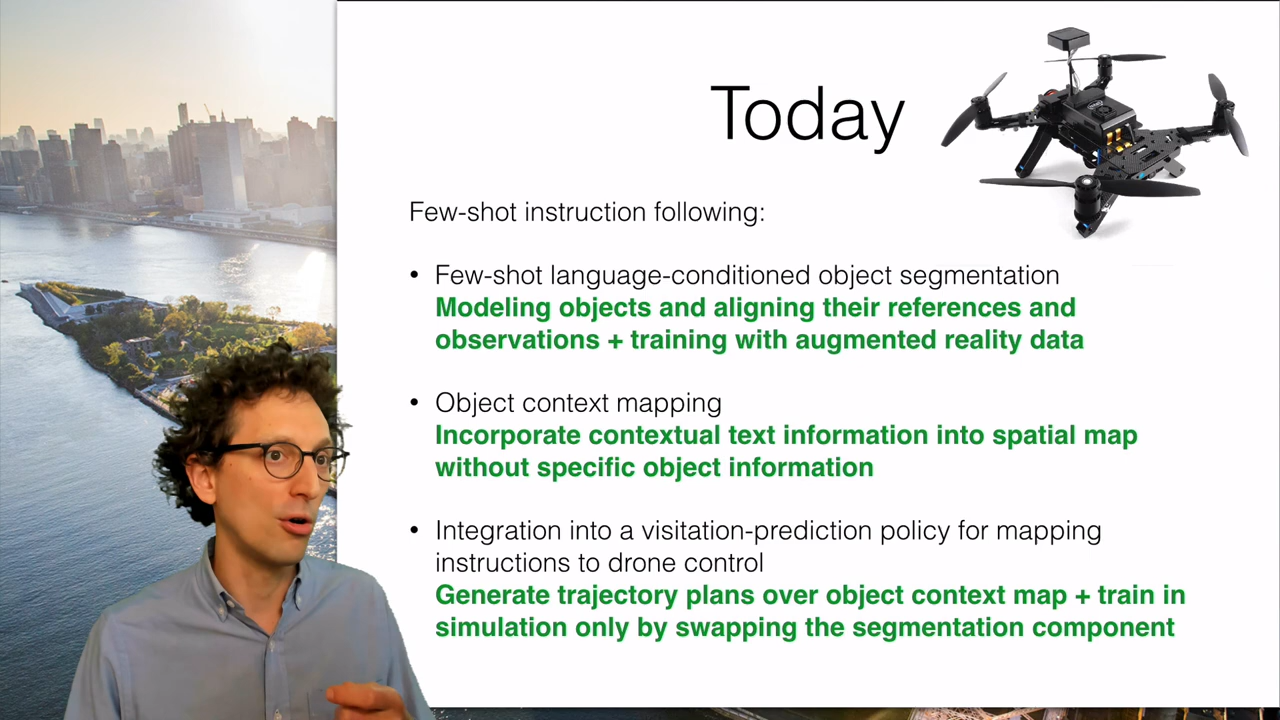 Today
Few-shot instruction following:
• Few-shot language-conditioned object segmentation
Modeling objects and aligning their references and
observations + training with augmented reality data
• Object context mapping
Incorporate contextual text information into spatial map
without specific object information
• Integration into a visitation-prediction policy for mapping
instructions to drone control
Generate trajectory plans over object context map + train in
simulation only by swapping the segmentation component